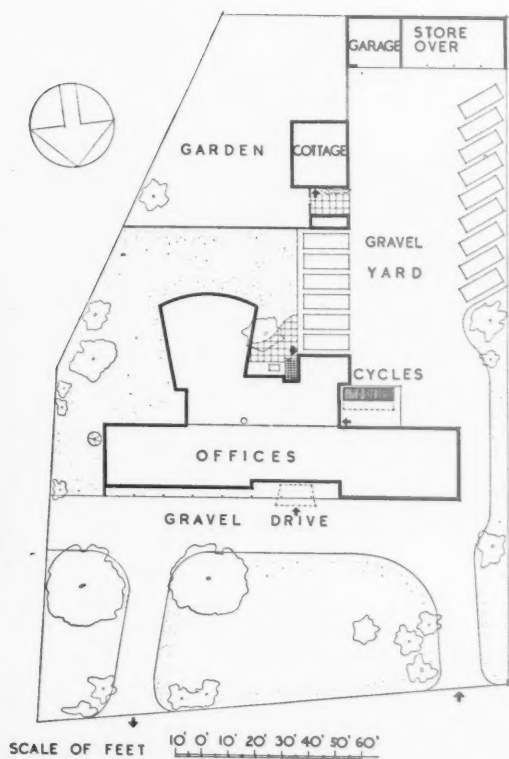 GARAGE
STORE
OVER
GARDEN
COTTAGE
GRAVEL
YARD
CYCLES
OFFICES
GRAVEL DRIVE
SCALE OF FEET 10' 0' 10' 20' 30' 40' 50' 60'